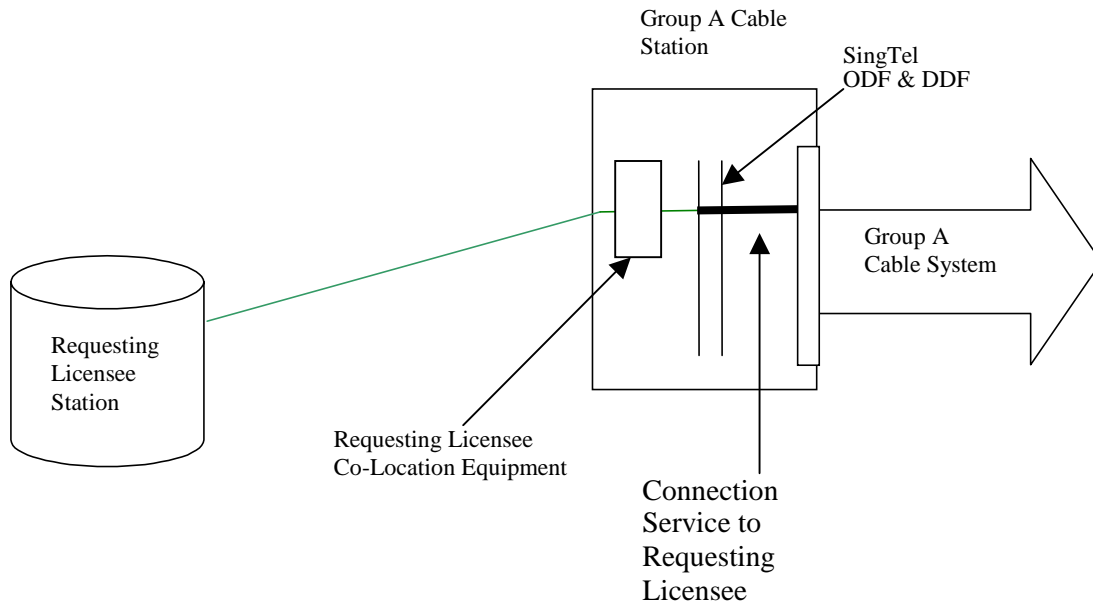 Group A Cable
Station
SingTel
ODF & DDF
Group A
Cable System
Requesting
Licensee
Station
Requesting Licensee
Co-Location Equipment
Connection
Service to
Requesting
Licensee